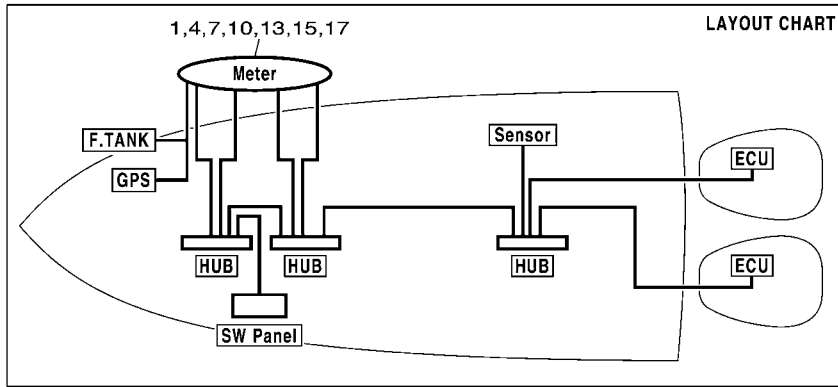 1,4,7,10,13,15,17
LAYOUT CHART
Meter
F.TANK
Sensor
ECU
GPS
HUB
HUB
HUB
ECU
SW Panel